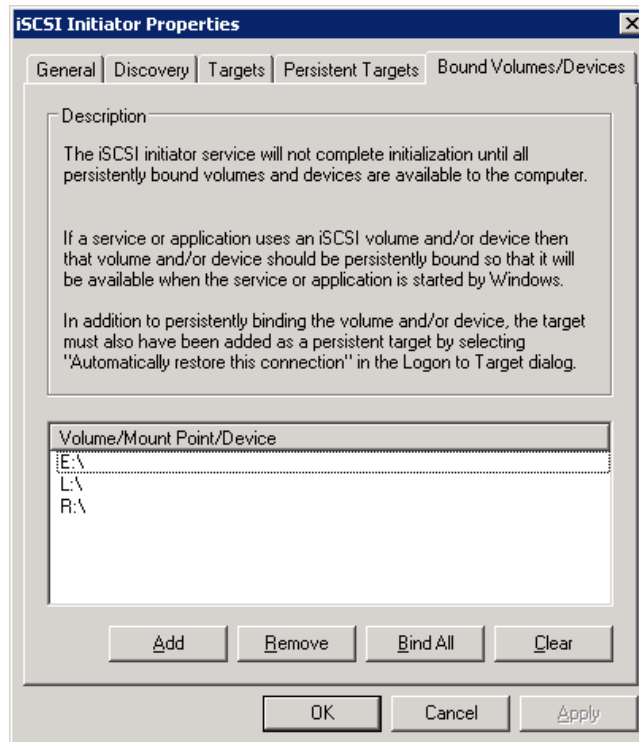 iSCSI Initiator Properties
General Discovery Targets Persistent Targets Bound Volumes/Devices
Description
The iSCSI initiator service will not complete initialization until all
persistently bound volumes and devices are available to the computer.
If a service or application uses an iSCSI volume and/or device then
that volume and/or device should be persistently bound so that it will
be available when the service or application is started by Windows.
In addition to persistently binding the volume and/or device, the target
must also have been added as a persistent target by selecting
"Automatically restore this connection" in the Logon to Target dialog.
Volume/Mount Point/Device
E:\
L:\
R:\
Add Remove Bind All Clear
OK Cancel Apply